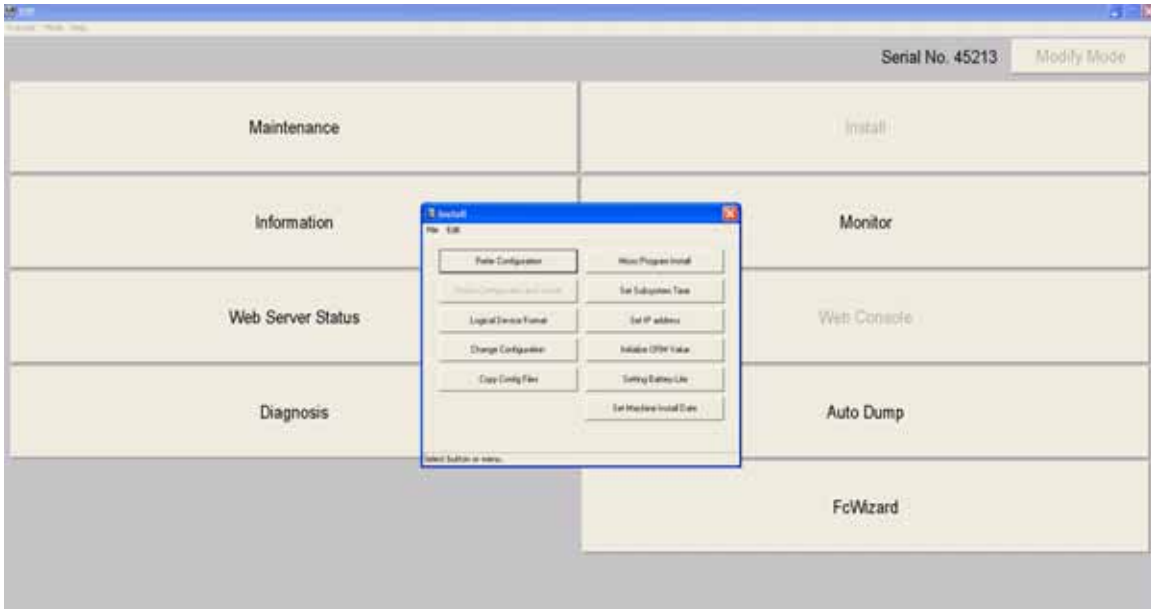 SVP
Serial No. 45213
Modify Mode
Maintenance
Install
Information
Monitor
Web Server Status
Web Console
Diagnosis
Auto Dump
FcWizard
Install
File Edit
Configuration
Micro Program Install
Set Subsystem Time
Logical Device Format
Set IP address
Change Configuration
Initialize ORM Value
Copy Config Files
Setting Battery Life
Set Machine Install Date
Select button or menu.